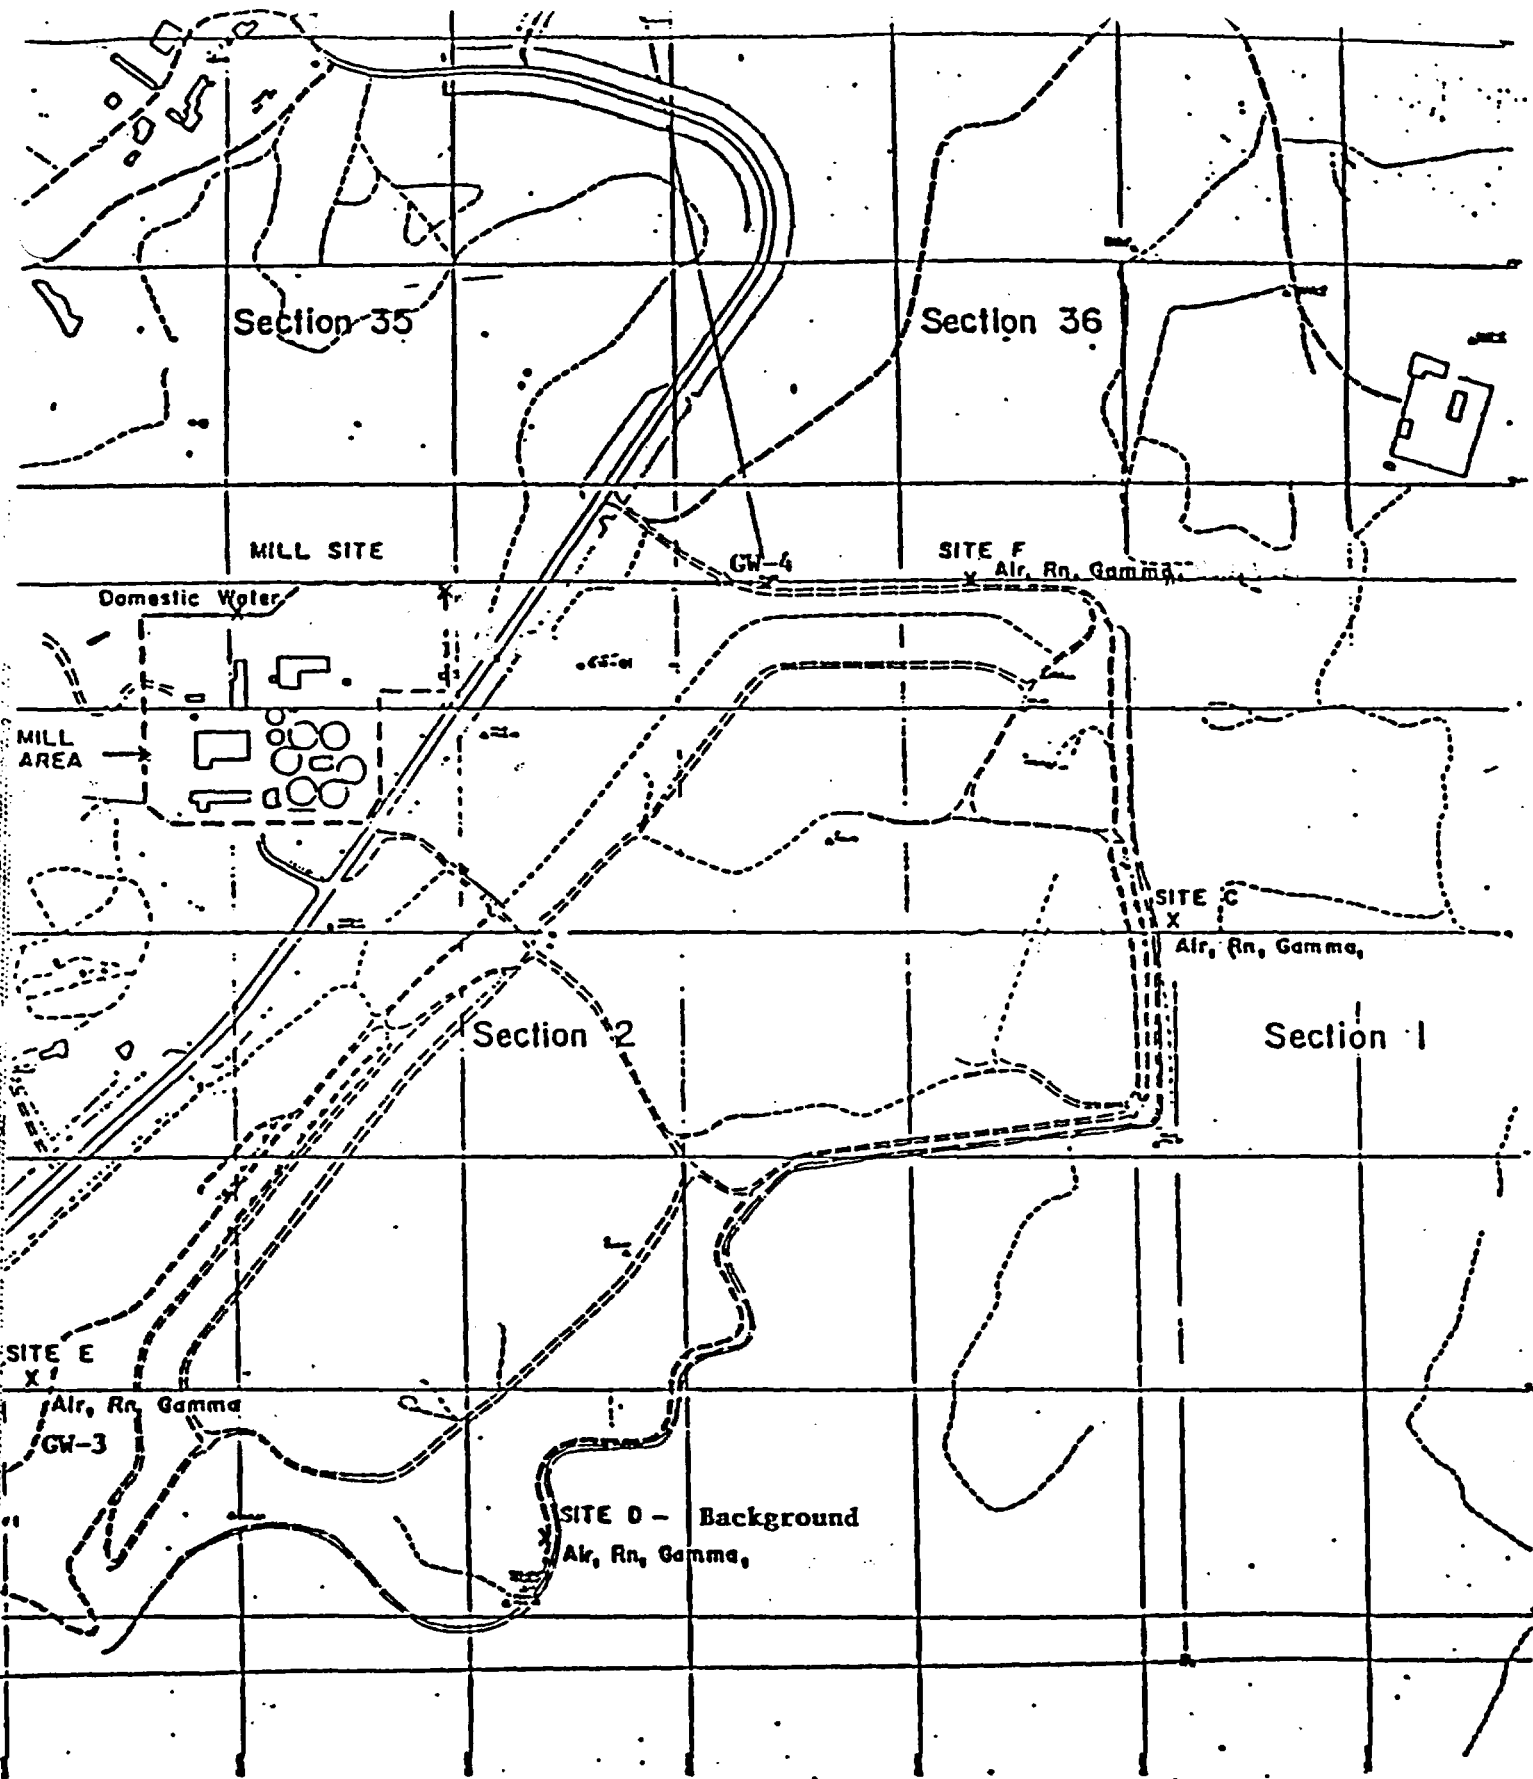 Section 35
Section 36
MILL SITE
GW-4
SITE F
Air, Rn, Gamma,
Domestic Water
MILL
AREA
SITE C
Air, Rn, Gamma,
Section 2
Section 1
SITE E
Air, Rn, Gamma
GW-3
SITE D - Background
Air, Rn, Gamma,